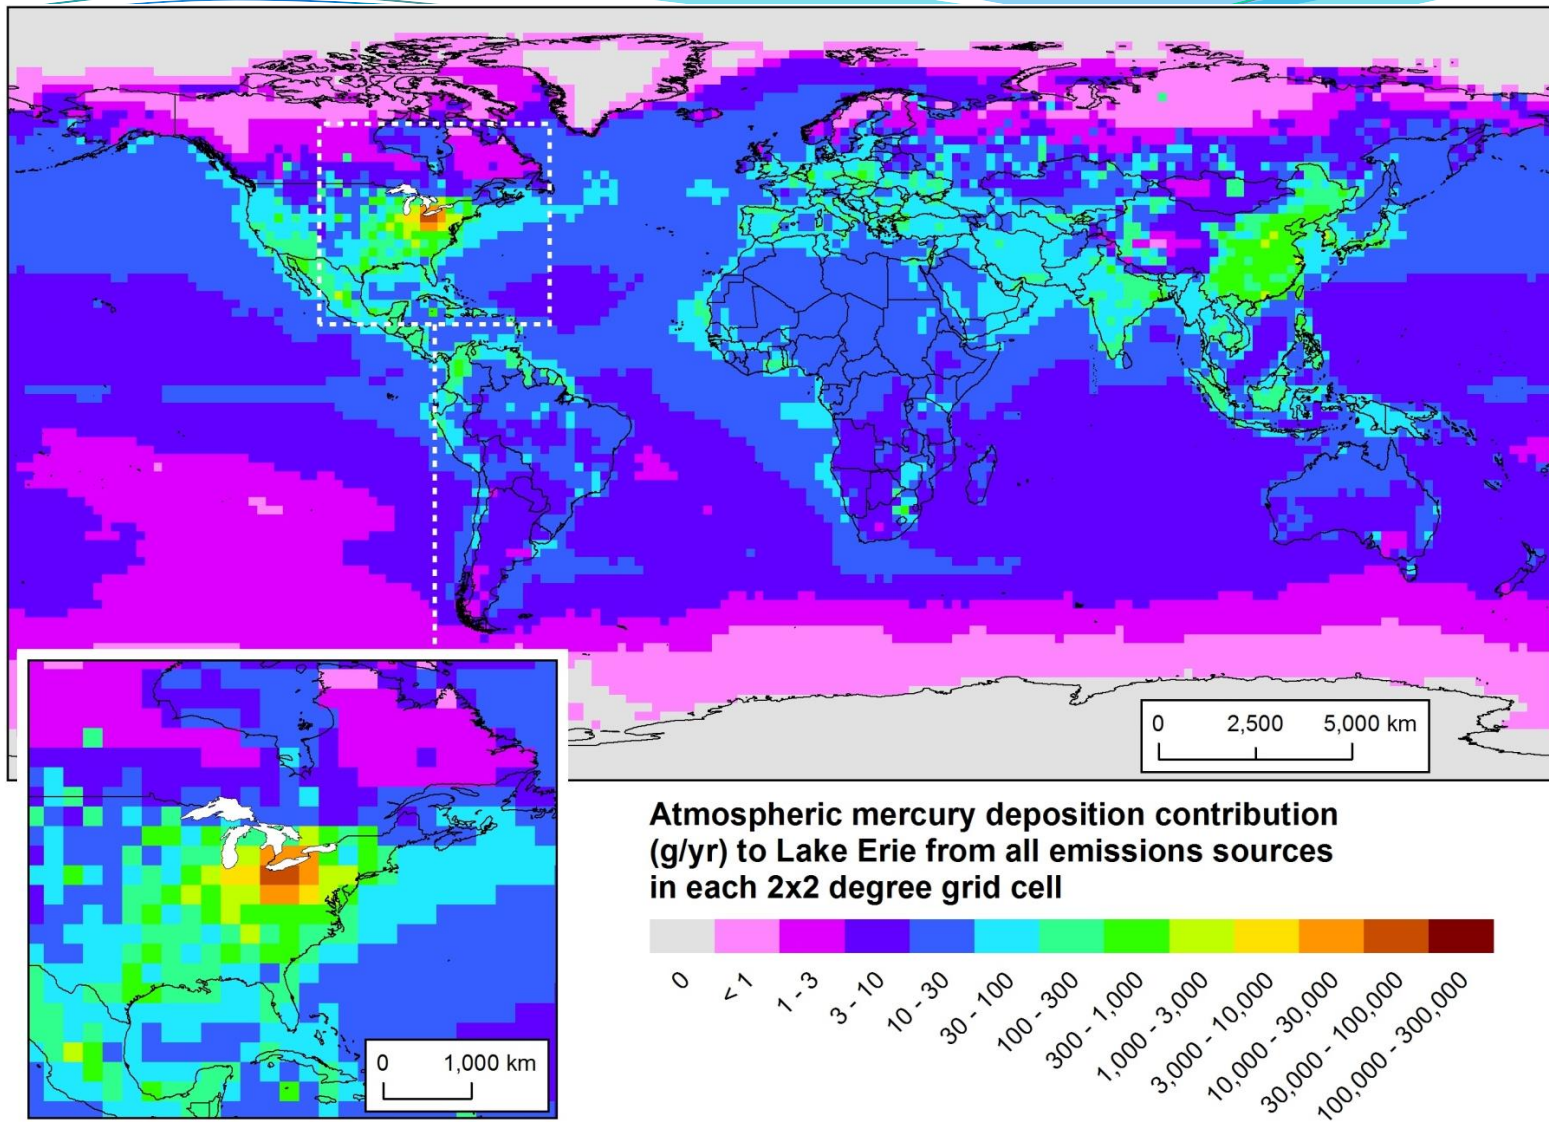 0 2,500 5,000 km
Atmospheric mercury deposition contribution
(g/yr) to Lake Erie from all emissions sources
in each 2x2 degree grid cell
0
< 1
1 - 3
3 - 10
10 - 30
30 - 100
100 - 300
300 - 1,000
1,000 - 3,000
3,000 - 10,000
10,000 - 30,000
30,000 - 100,000
100,000 - 300,000
0 1,000 km